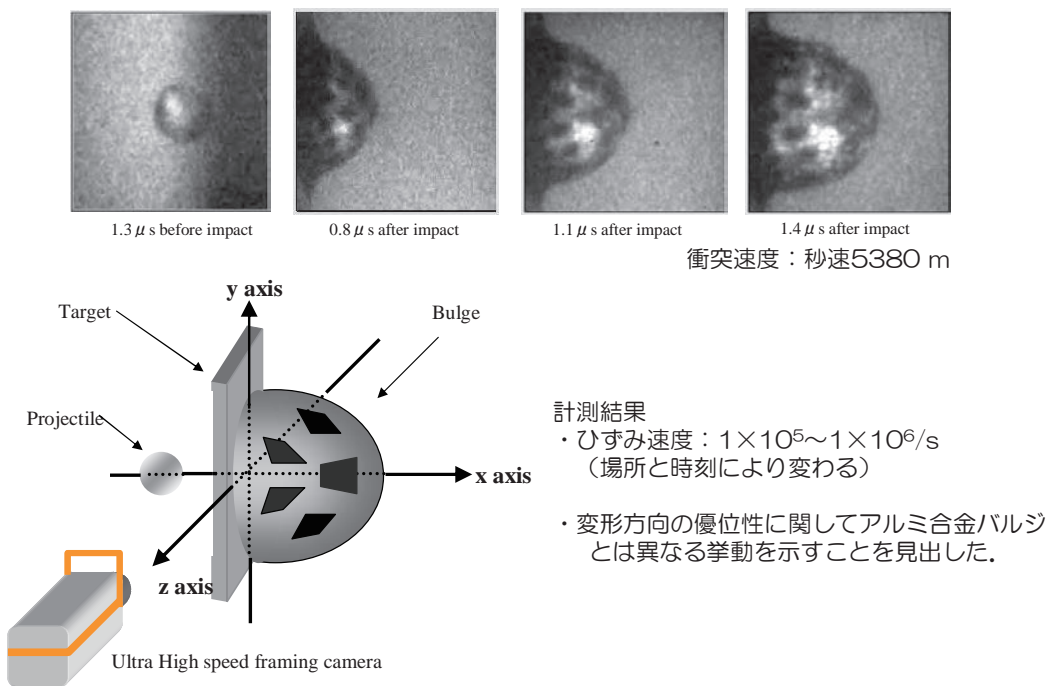 1.3 μ s before impact
0.8 μ s after impact
1.1 μ s after impact
1.4 μ s after impact
衝突速度：秒速5380 m
y axis
Target
Bulge
Projectile
x axis
z axis
Ultra High speed framing camera
計測結果
・ひずみ速度：1×10⁵～1×10⁶/s
（場所と時刻により変わる）
・変形方向の優位性に関してアルミ合金バルジ
とは異なる挙動を示すことを見出した．